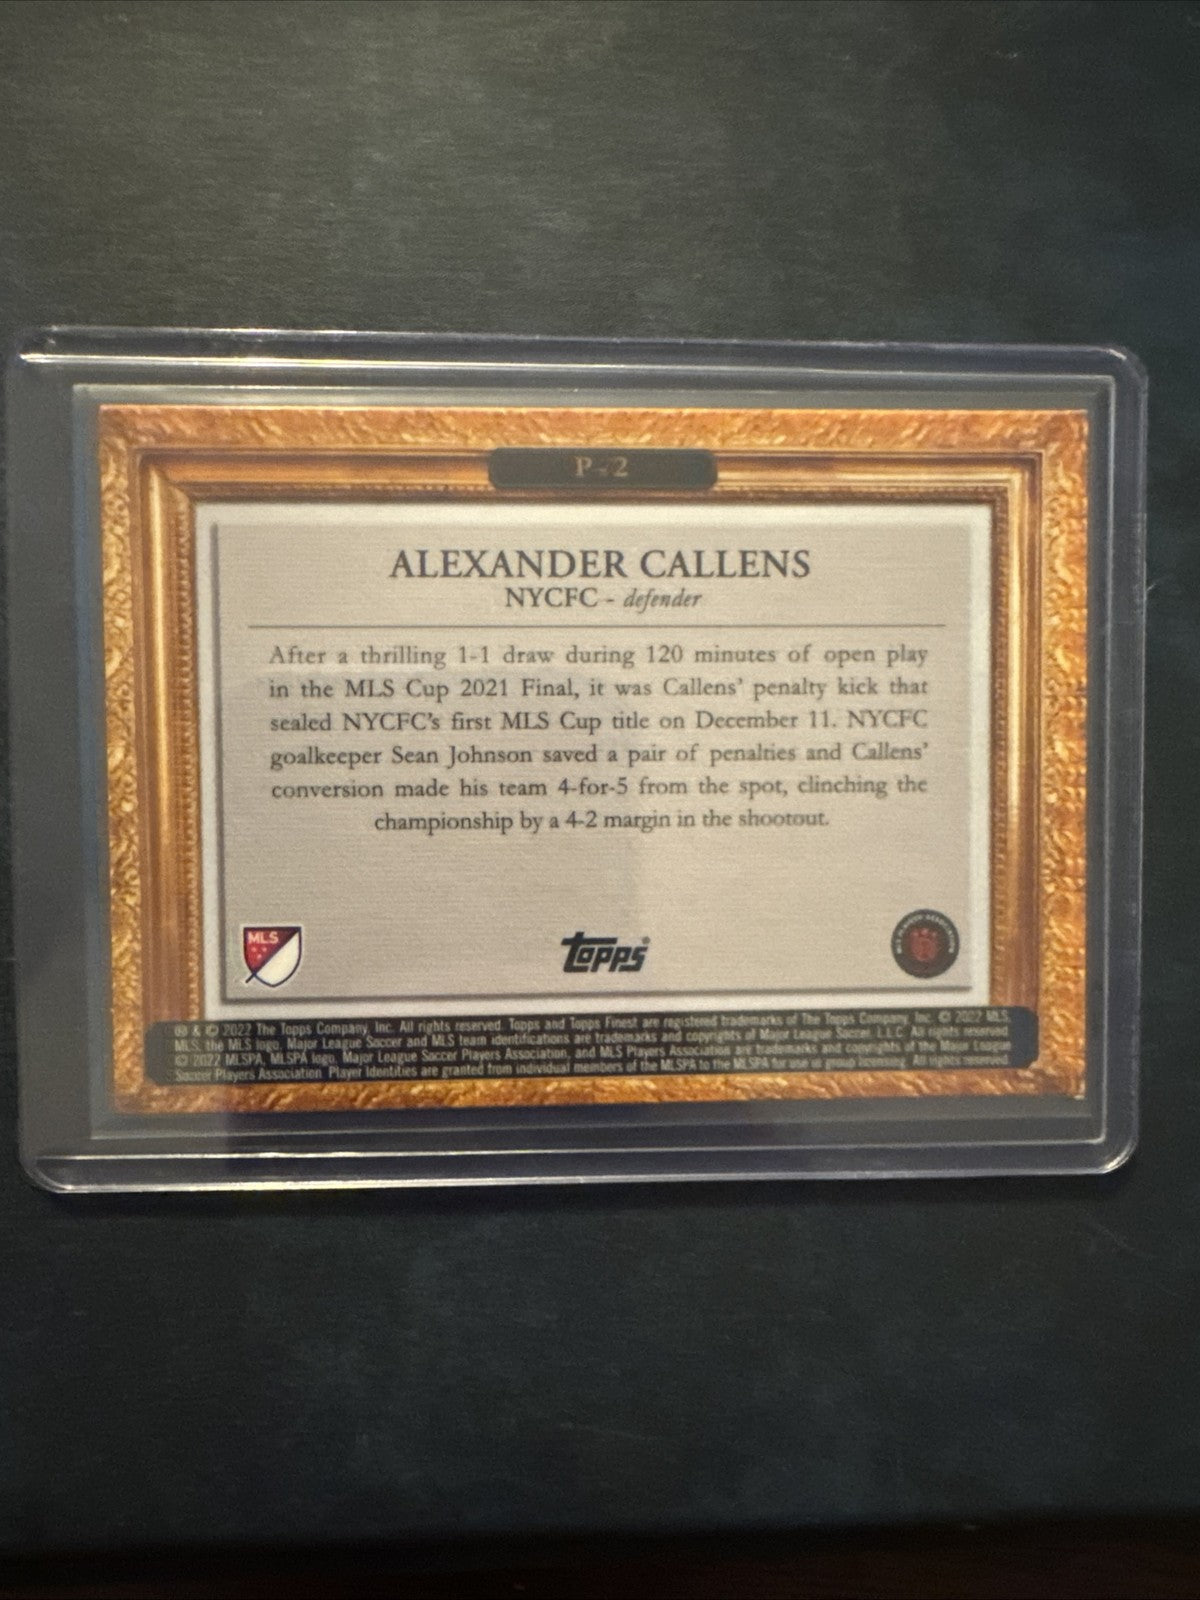 P-2
ALEXANDER CALLENS
NYCFC - defender
After a thrilling 1-1 draw during 120 minutes of open play
in the MLS Cup 2021 Final, it was Callens' penalty kick that
sealed NYCFC's first MLS Cup title on December 11. NYCFC
goalkeeper Sean Johnson saved a pair of penalties and Callens'
conversion made his team 4-for-5 from the spot, clinching the
championship by a 4-2 margin in the shootout.
MLS
Topps
® & © 2022 The Topps Company, Inc. All rights reserved. Topps and Topps Finest are registered trademarks of The Topps Company, Inc. © 2022 MLS.
MLS, the MLS logo, Major League Soccer and MLS team identifications are trademarks and copyrights of Major League Soccer, L.L.C. All rights reserved.
© 2022 MLSPA, MLSPA logo, Major League Soccer Players Association, and MLS Players Association are trademarks and copyrights of the Major League
Soccer Players Association. Player Identities are granted from individual members of the MLSPA to the MLSPA for use in group licensing. All rights reserved.